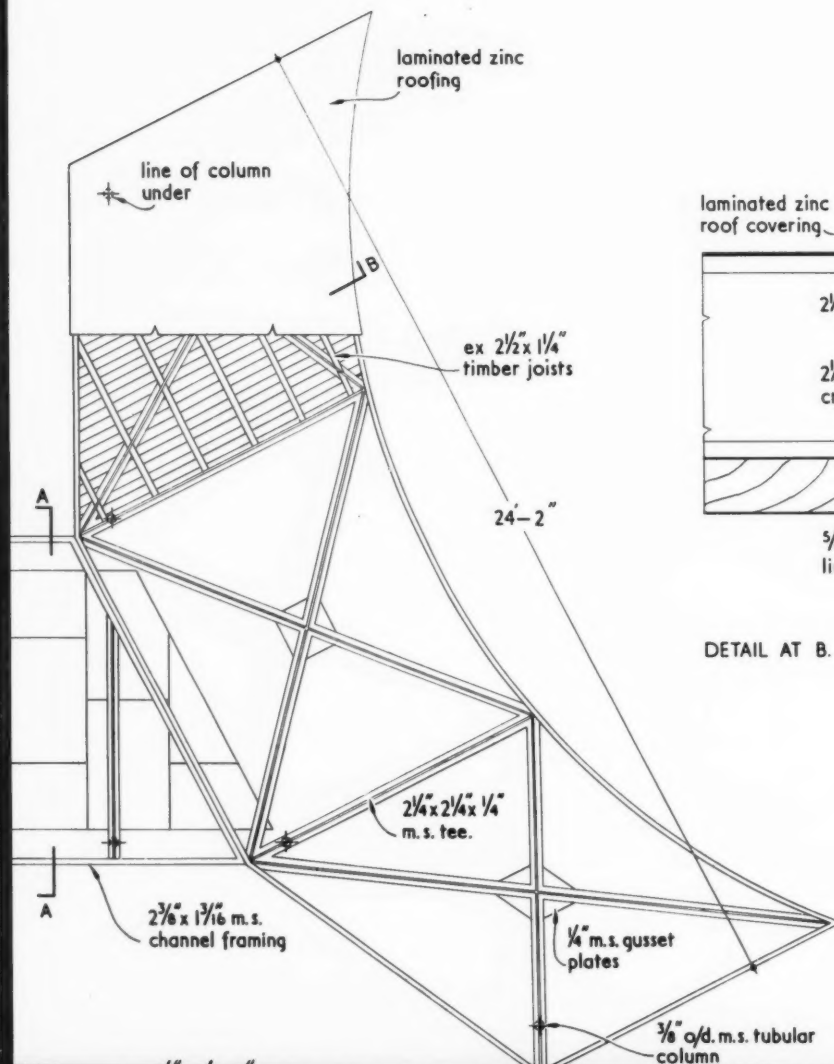 laminated zinc
roofing
line of column
under
laminated zinc
roof covering
B
ex 2½" x 1¼"
timber joists
A
24'–2"
DETAIL AT B.
2¼" x 2¼" x ¼"
m.s. tee.
A
2⅜" x 1³⁄₁₆" m.s.
channel framing
¼" m.s. gusset
plates
⅜" o/d. m.s. tubular
column